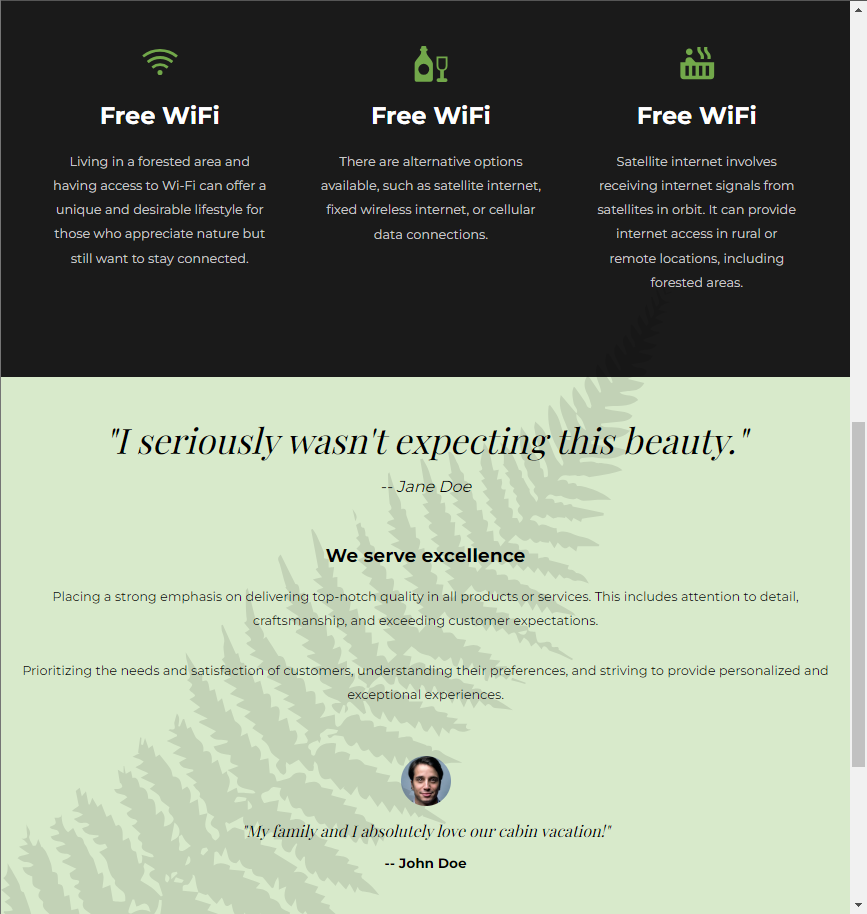 Free WiFi
Living in a forested area and
having access to Wi-Fi can offer a
unique and desirable lifestyle for
those who appreciate nature but
still want to stay connected.
Free WiFi
There are alternative options
available, such as satellite internet,
fixed wireless internet, or cellular
data connections.
Free WiFi
Satellite internet involves
receiving internet signals from
satellites in orbit. It can provide
internet access in rural or
remote locations, including
forested areas.
"I seriously wasn't expecting this beauty."
-- Jane Doe
We serve excellence
Placing a strong emphasis on delivering top-notch quality in all products or services. This includes attention to detail,
craftsmanship, and exceeding customer expectations.
Prioritizing the needs and satisfaction of customers, understanding their preferences, and striving to provide personalized and
exceptional experiences.
"My family and I absolutely love our cabin vacation!"
-- John Doe